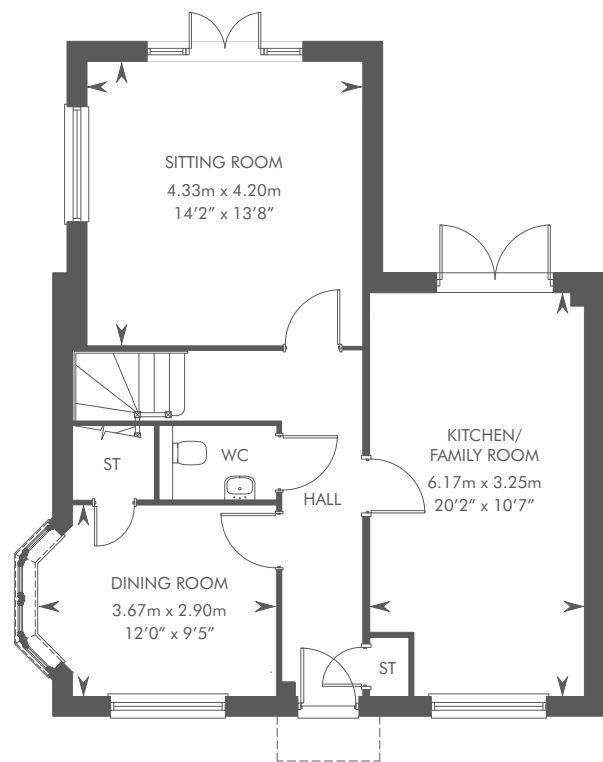 SITTING ROOM
4.33m x 4.20m
14’2” x 13’8”
KITCHEN/
FAMILY ROOM
6.17m x 3.25m
20’2” x 10’7”
ST
WC
HALL
DINING ROOM
3.67m x 2.90m
12’0” x 9’5”
ST